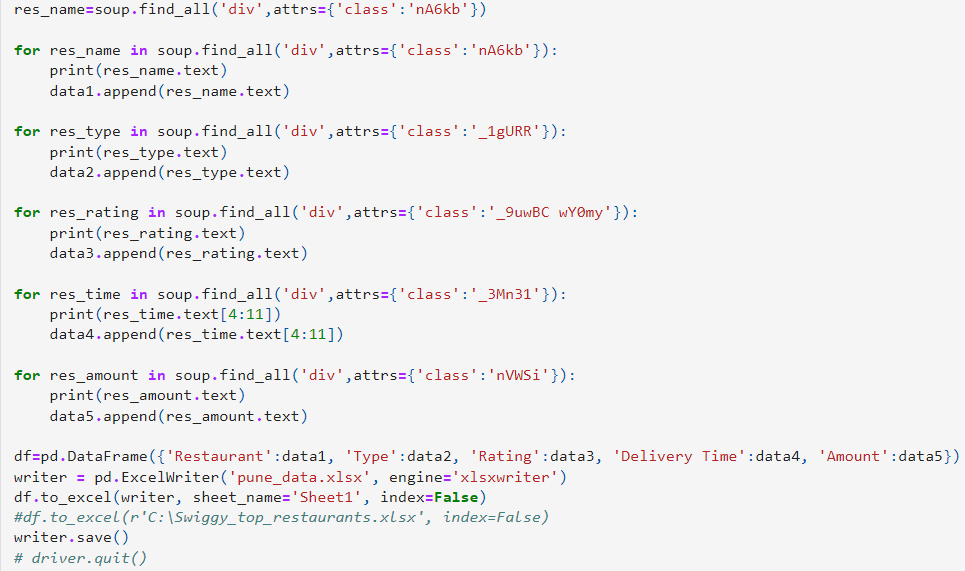 res_name=soup.find_all('div',attrs={'class':'nA6kb'})
for res_name in soup.find_all('div',attrs={'class':'nA6kb'}):
    print(res_name.text)
    data1.append(res_name.text)
for res_type in soup.find_all('div',attrs={'class':'_1gURR'}):
    print(res_type.text)
    data2.append(res_type.text)
for res_rating in soup.find_all('div',attrs={'class':'_9uwBC wY0my'}):
    print(res_rating.text)
    data3.append(res_rating.text)
for res_time in soup.find_all('div',attrs={'class':'_3Mn31'}):
    print(res_time.text[4:11])
    data4.append(res_time.text[4:11])
for res_amount in soup.find_all('div',attrs={'class':'nVWSi'}):
    print(res_amount.text)
    data5.append(res_amount.text)
df=pd.DataFrame({'Restaurant':data1, 'Type':data2, 'Rating':data3, 'Delivery Time':data4, 'Amount':data5})
writer = pd.ExcelWriter('pune_data.xlsx', engine='xlsxwriter')
df.to_excel(writer, sheet_name='Sheet1', index=False)
#df.to_excel(r'C:\Swiggy_top_restaurants.xlsx', index=False)
writer.save()
# driver.quit()